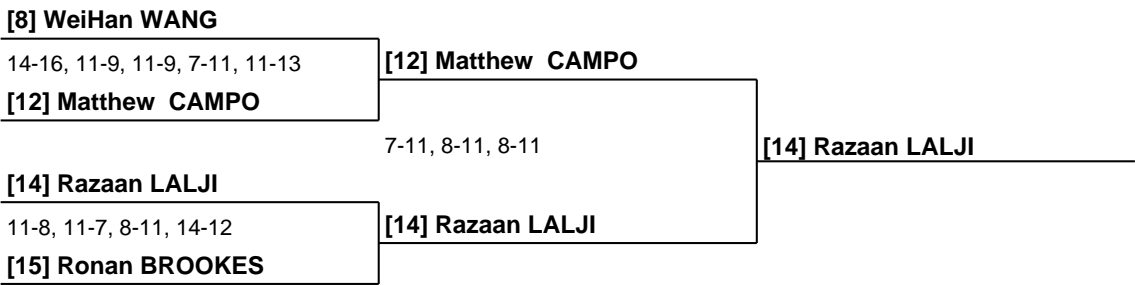 [8] WeiHan WANG
14-16, 11-9, 11-9, 7-11, 11-13
[12] Matthew  CAMPO
[12] Matthew  CAMPO
7-11, 8-11, 8-11
[14] Razaan LALJI
[14] Razaan LALJI
11-8, 11-7, 8-11, 14-12
[14] Razaan LALJI
[15] Ronan BROOKES